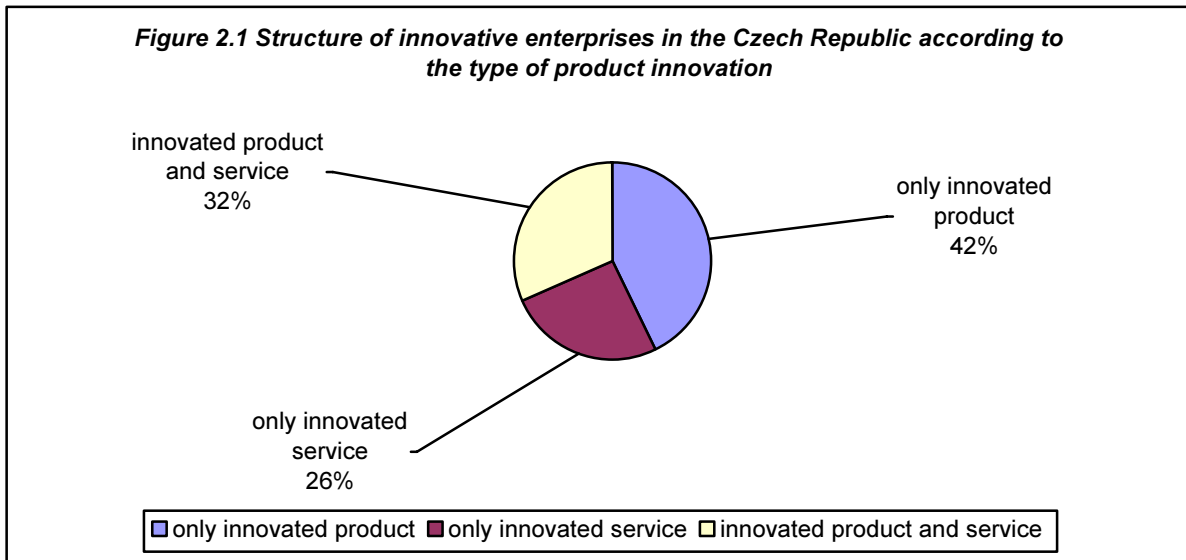 Figure 2.1 Structure of innovative enterprises in the Czech Republic according to
the type of product innovation
innovated product
and service
32%
only innovated
product
42%
only innovated
service
26%
only innovated product only innovated service innovated product and service